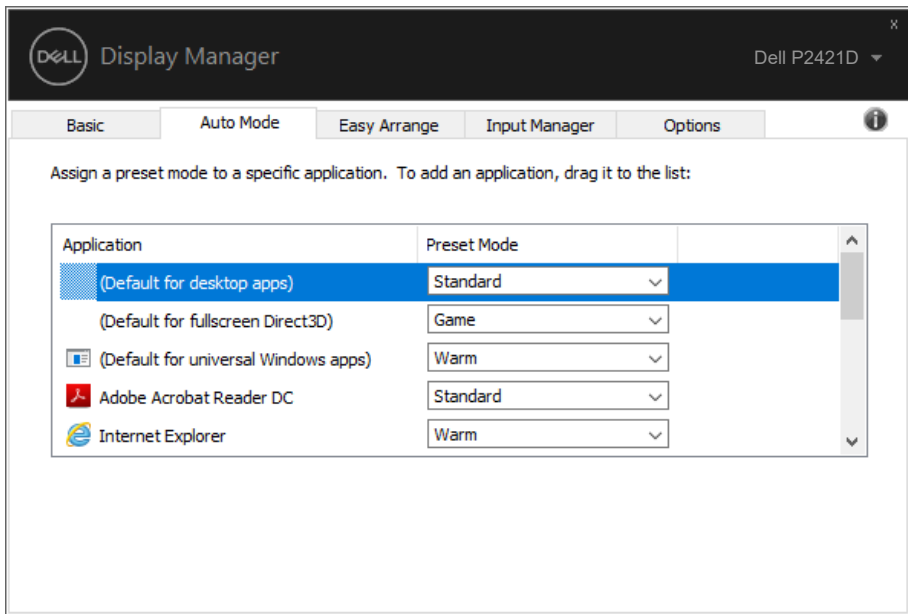 x
DELL Display Manager
Dell P2421D
Basic Auto Mode Easy Arrange Input Manager Options
Assign a preset mode to a specific application. To add an application, drag it to the list:
Application Preset Mode
(Default for desktop apps) Standard
(Default for fullscreen Direct3D) Game
(Default for universal Windows apps) Warm
Adobe Acrobat Reader DC Standard
Internet Explorer Warm